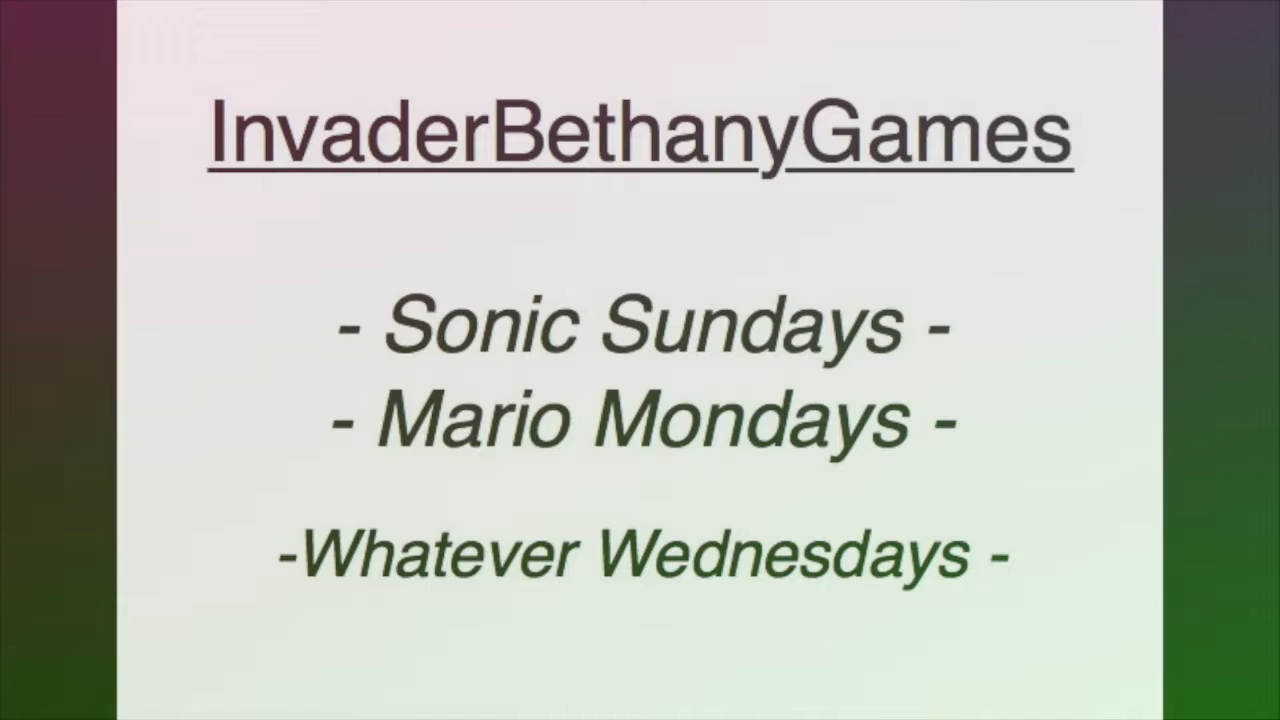 InvaderBethanyGames
- Sonic Sundays -
- Mario Mondays -
-Whatever Wednesdays -